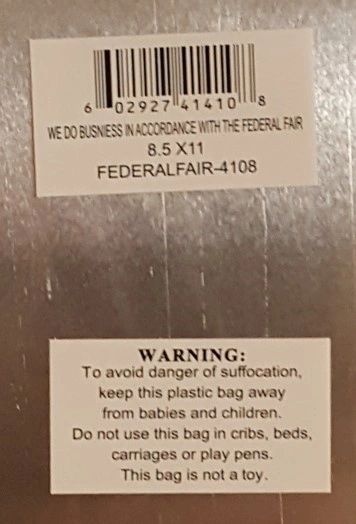 6 02927 41410 8
WE DO BUSNIESS IN ACCORDANCE WITH THE FEDERAL FAIR
8.5 X11
FEDERALFAIR-4108
WARNING:
To avoid danger of suffocation,
keep this plastic bag away
from babies and children.
Do not use this bag in cribs, beds,
carriages or play pens.
This bag is not a toy.